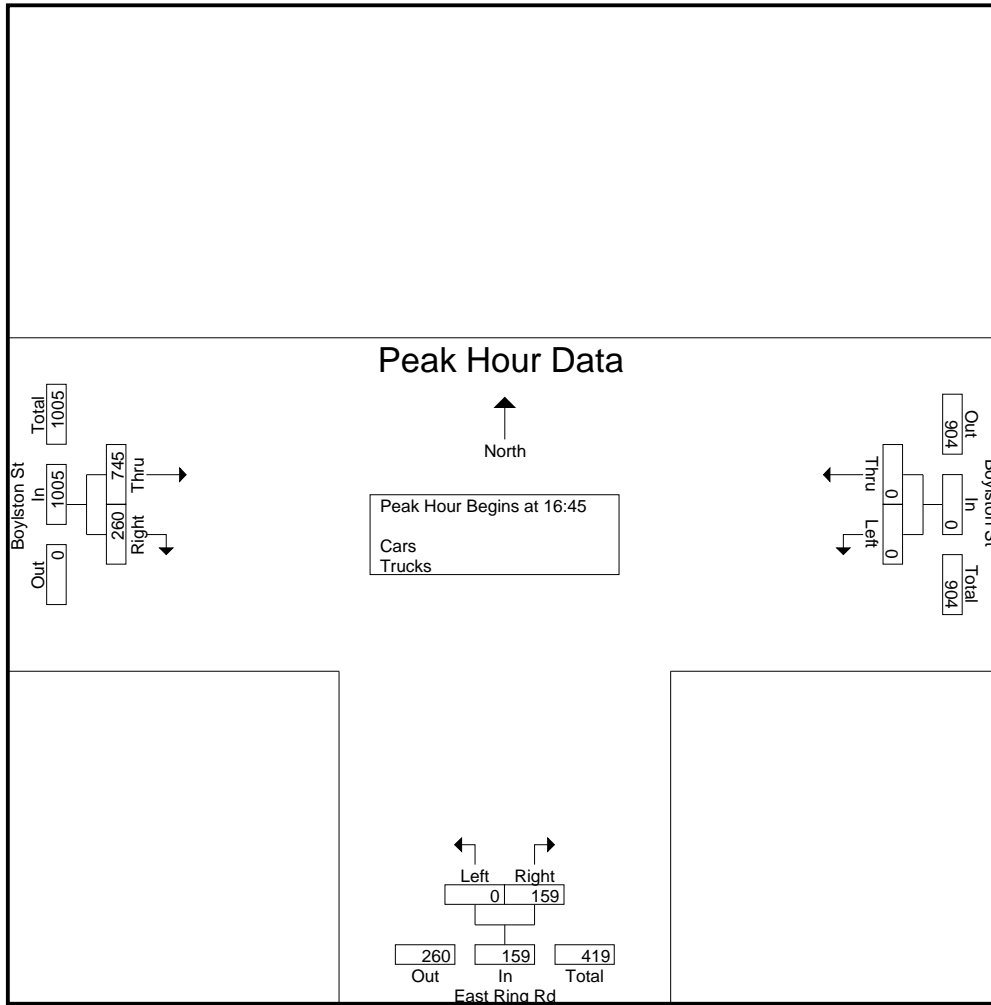 Peak Hour Data
North
Peak Hour Begins at 16:45
Cars
Trucks
Boylston St
Total
1005
In
1005
Out
0
745
Thru
260
Right
Boylston St
Out
904
In
0
Total
904
Thru
0
Left
0
Left Right
0 159
260 159 419
Out In Total
East Ring Rd